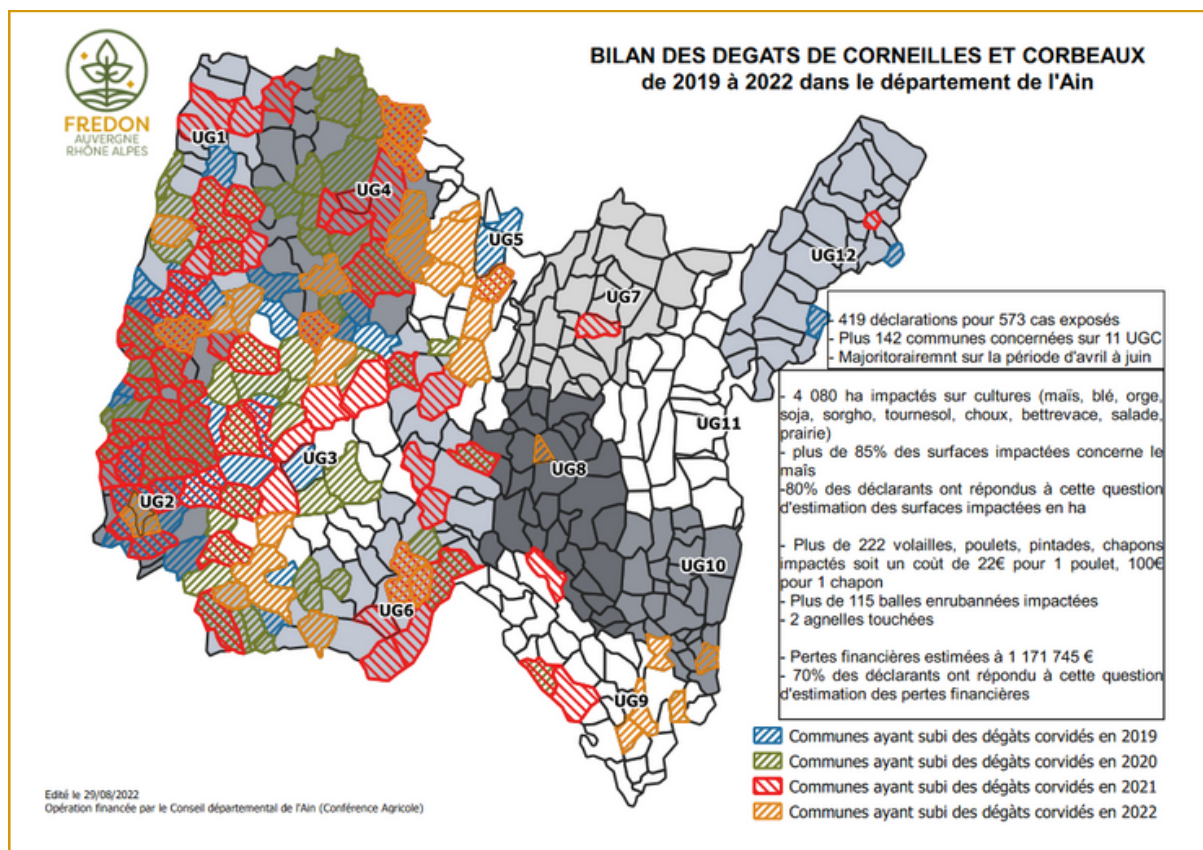 BILAN DES DEGATS DE CORNEILLES ET CORBEAUX
de 2019 à 2022 dans le département de l'Ain
FREDON
AUVERGNE
RHÔNE ALPES
UG1
UG4
UG5
UG12
UG7
UG11
UG3
UG8
UG2
UG10
UG6
UG9
- 419 déclarations pour 573 cas exposés
- Plus 142 communes concernées sur 11 UGC
- Majoritoiremnt sur la période d'avril à juin
- 4 080 ha impactés sur cultures (maïs, blé, orge,
soja, sorgho, tournesol, choux, bettrevace, salade,
prairie)
- plus de 85% des surfaces impactées concerne le
maîs
-80% des déclarants ont répondus à cette question
d'estimation des surfaces impactées en ha
- Plus de 222 volailles, poulets, pintades, chapons
impactés soit un coût de 22€ pour 1 poulet, 100€
pour 1 chapon
- Plus de 115 balles enrubannées impactées
- 2 agnelles touchées
- Pertes financières estimées à 1 171 745 €
- 70% des déclarants ont répondu à cette question
d'estimation des pertes financières
Communes ayant subi des dégàts corvidés en 2019
Communes ayant subi des dégàts corvidés en 2020
Communes ayant subi des dégàts corvidés en 2021
Communes ayant subi des dégàts corvidés en 2022
Edité le 29/08/2022
Opération financée par le Conseil départemental de l'Ain (Conférence Agricole)